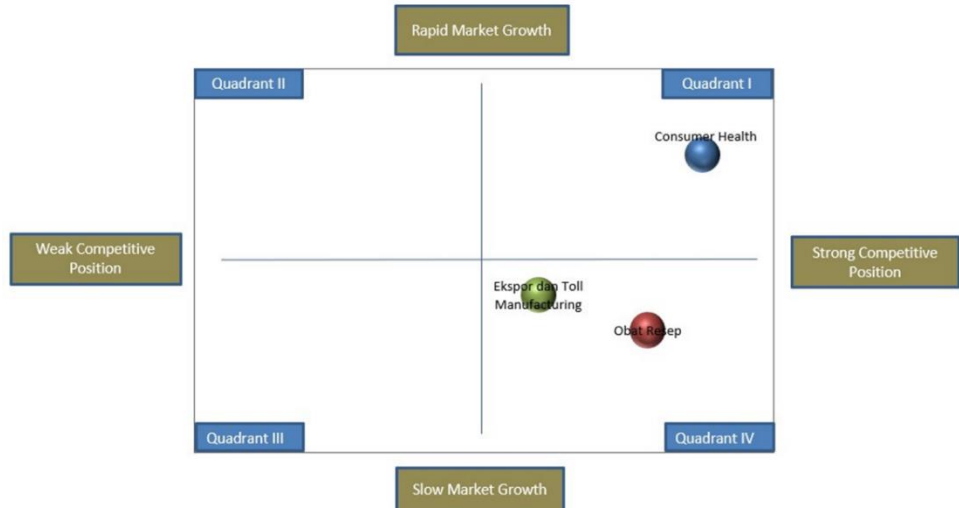 Rapid Market Growth
Quadrant II
Quadrant I
Consumer Health
Weak Competitive
Position
Strong Competitive
Position
Ekspor dan Toll
Manufacturing
Obat Resep
Quadrant III
Quadrant IV
Slow Market Growth